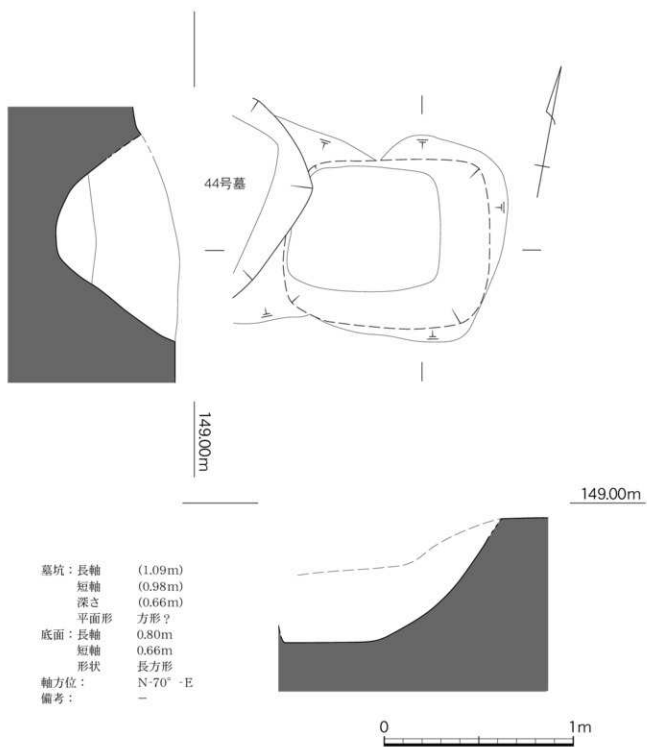 44号墓
149.00m
149.00m
墓坑：長軸 (1.09m)
短軸 (0.98m)
深さ (0.66m)
平面形 方形？
底面：長軸 0.80m
短軸 0.66m
形状 長方形
軸方位： N-70° -E
備考： −
0 1m